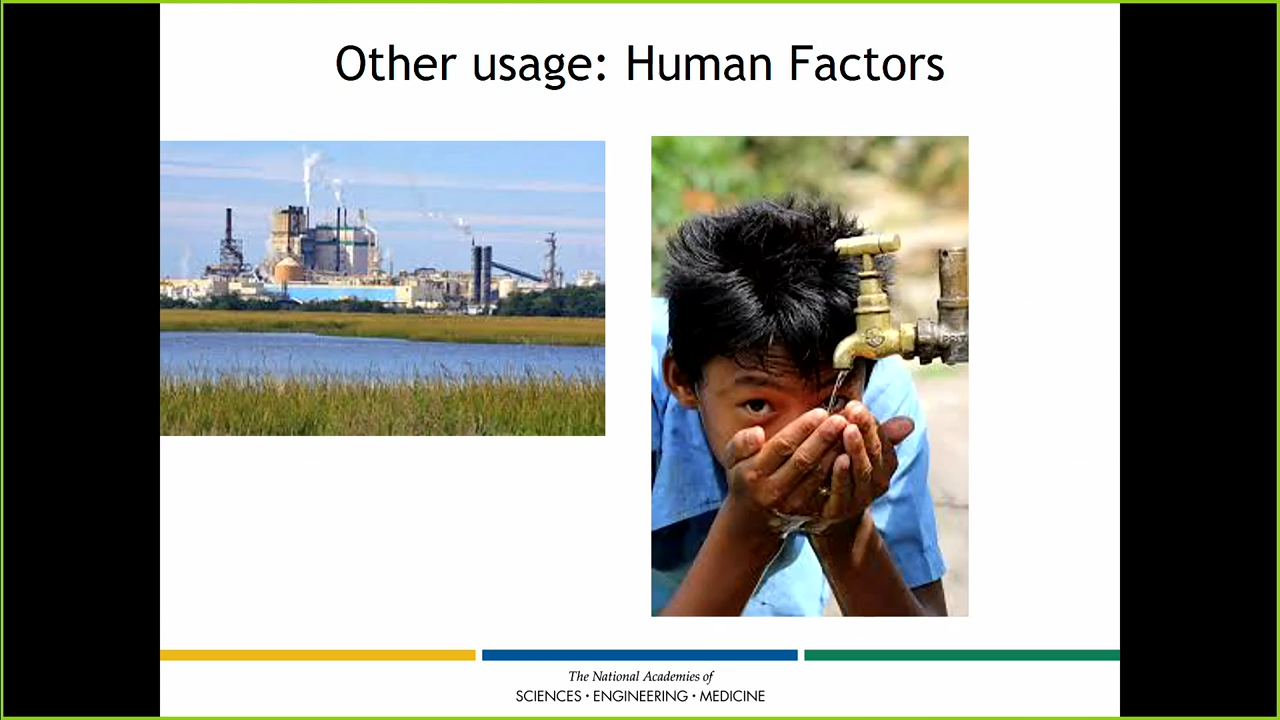 Other usage: Human Factors
The National Academies of
SCIENCES · ENGINEERING · MEDICINE